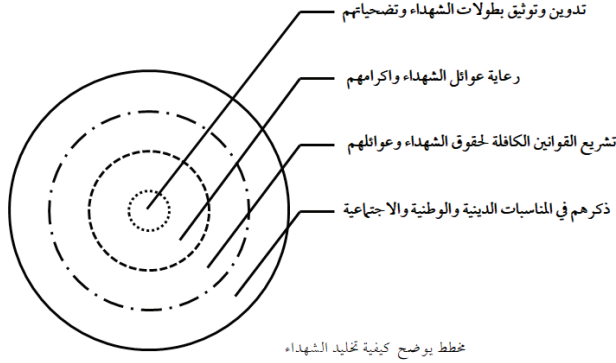 تدوين وتوثيق بطولات الشهداء وتضحياتهم
رعاية عوائل الشهداء واكرامهم
تشريع القوانين الكافلة لحقوق الشهداء وعوائلهم
ذكرهم في المناسبات الدينية والوطنية والاجتماعية
مخطط يوضح كيفية تخليد الشهداء